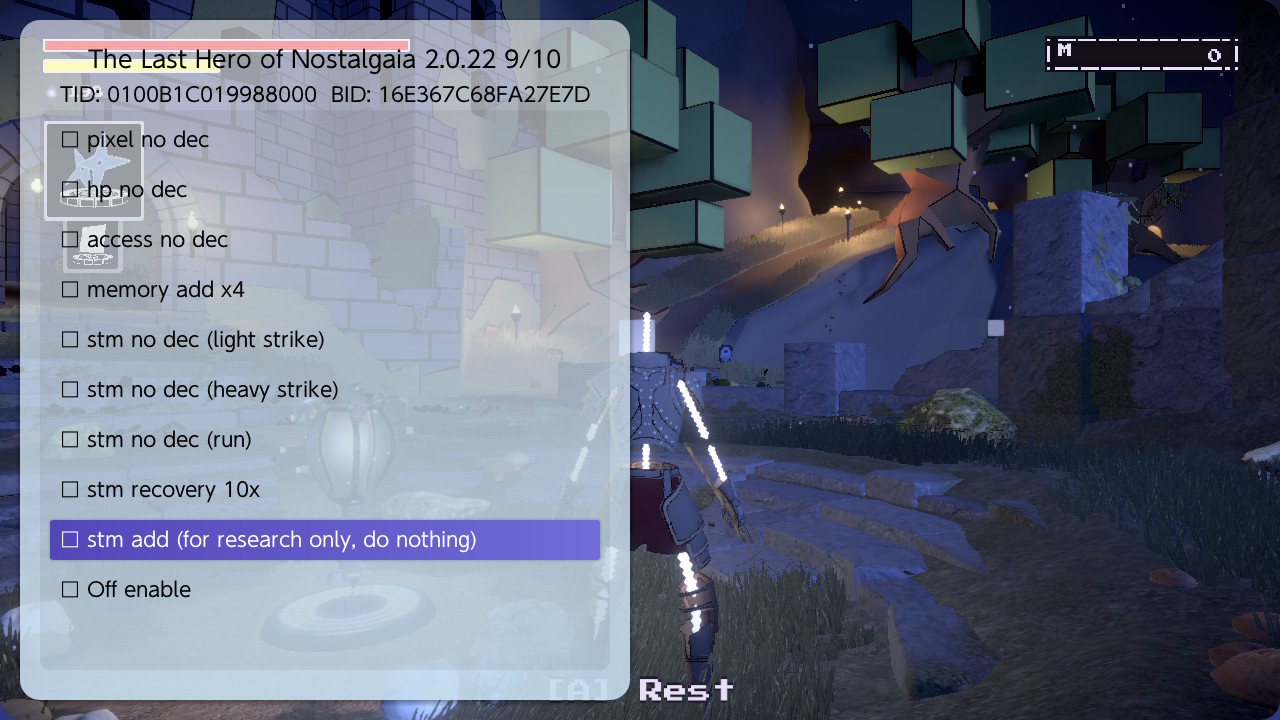 The Last Hero of Nostalgaia 2.0.22 9/10
TID: 0100B1C019988000 BID: 16E367C68FA27E7D
M 0
pixel no dec
hp no dec
access no dec
memory add x4
stm no dec (light strike)
stm no dec (heavy strike)
stm no dec (run)
stm recovery 10x
stm add (for research only, do nothing)
Off enable
[A] Rest